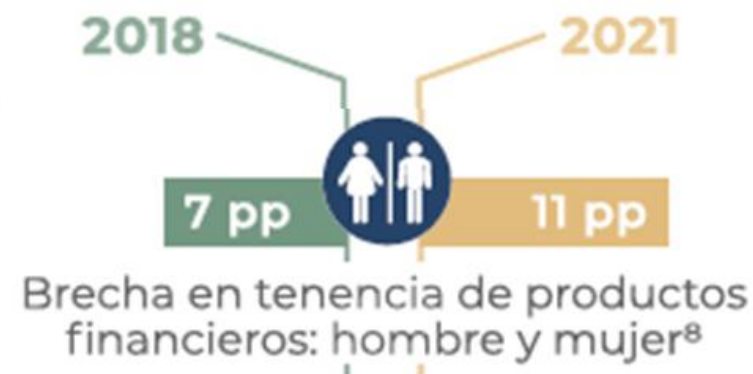 2018
2021
7 pp
11 pp
Brecha en tenencia de productos
financieros: hombre y mujer⁸